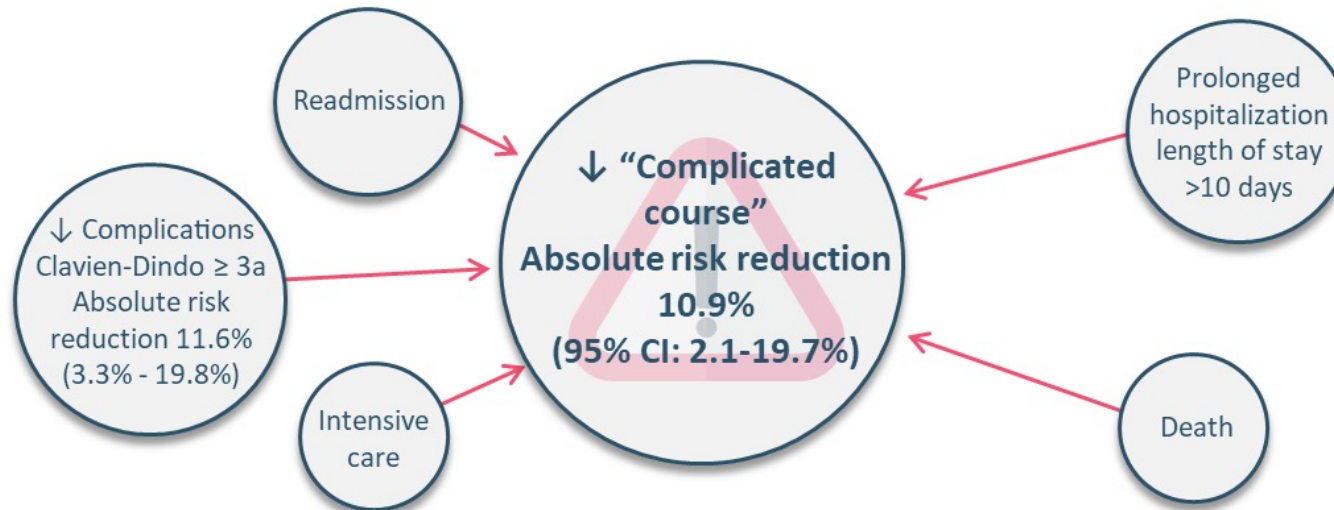 Readmission
↓ Complications
Clavien-Dindo ≥ 3a
Absolute risk
reduction 11.6%
(3.3% - 19.8%)
Intensive
care
↓ “Complicated
course”
Absolute risk reduction
10.9%
(95% CI: 2.1-19.7%)
Prolonged
hospitalization
length of stay
>10 days
Death